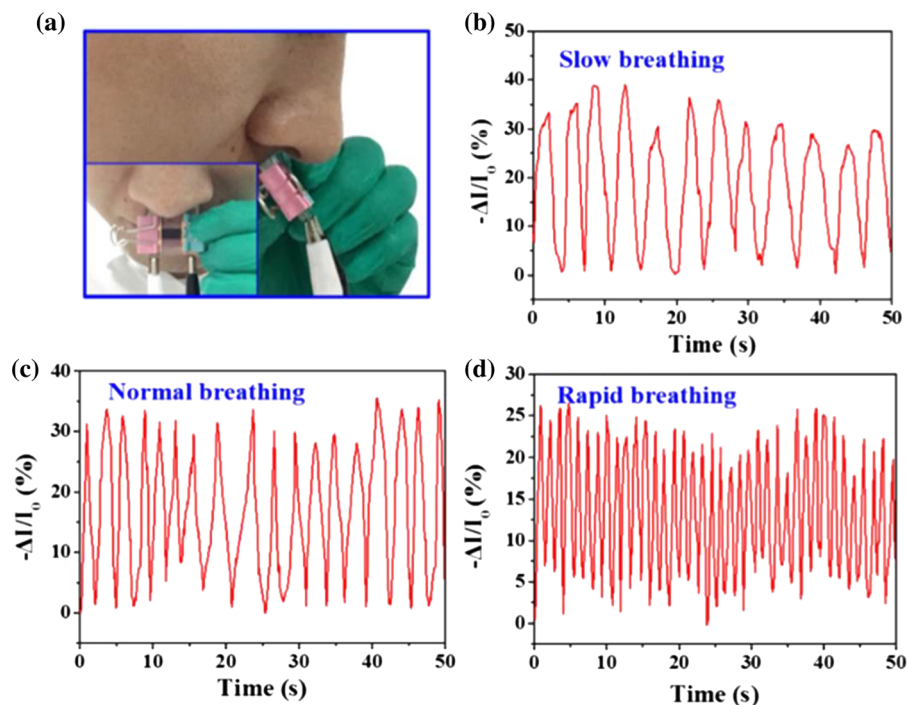 (a)
(b)
Slow breathing
-ΔI/I₀ (%)
50
40
30
20
10
0
0 10 20 30 40 50
Time (s)
(c)
Normal breathing
-ΔI/I₀ (%)
40
30
20
10
0
0 10 20 30 40 50
Time (s)
(d)
Rapid breathing
-ΔI/I₀ (%)
30
25
20
15
10
5
0
0 10 20 30 40 50
Time (s)